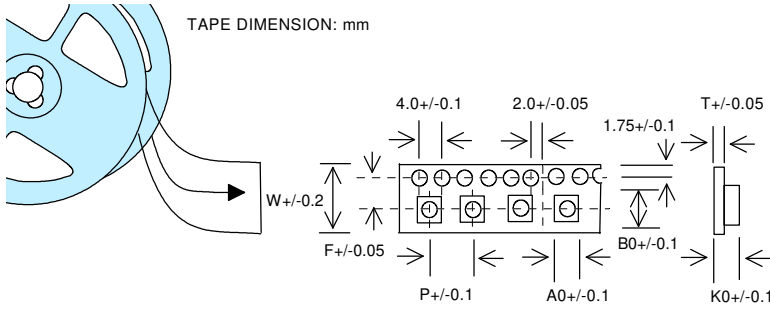 TAPE DIMENSION: mm
4.0+/-0.1
2.0+/-0.05
T+/-0.05
1.75+/-0.1
W+/-0.2
B0+/-0.1
F+/-0.05
P+/-0.1
A0+/-0.1
K0+/-0.1